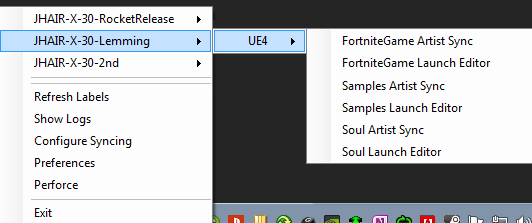 JHAIR-X-30-RocketRelease
JHAIR-X-30-Lemming
JHAIR-X-30-2nd
Refresh Labels
Show Logs
Configure Syncing
Preferences
Perforce
Exit
UE4
FortniteGame Artist Sync
FortniteGame Launch Editor
Samples Artist Sync
Samples Launch Editor
Soul Artist Sync
Soul Launch Editor